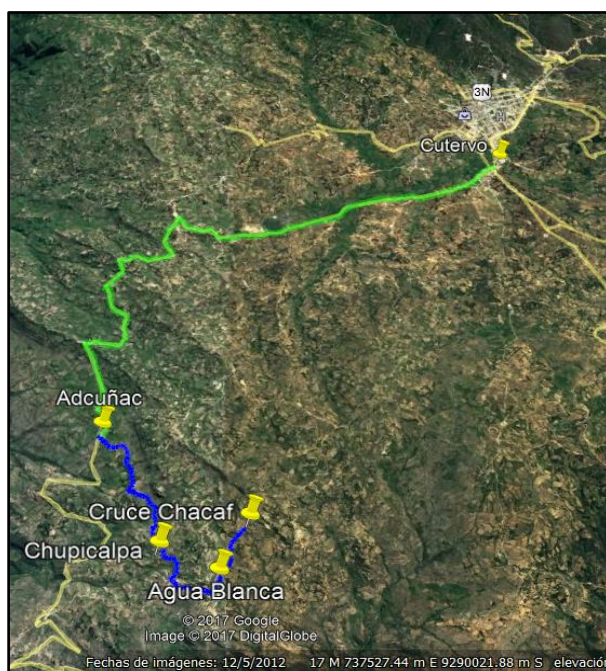 3N
H
Cutervo
Adcuñac
Cruce Chacaf
Chupicalpa
Agua Blanca
© 2017 Google
Image © 2017 DigitalGlobe
Fechas de imágenes: 12/5/2012 17 M 737527.44 m E 9290021.88 m S elevación